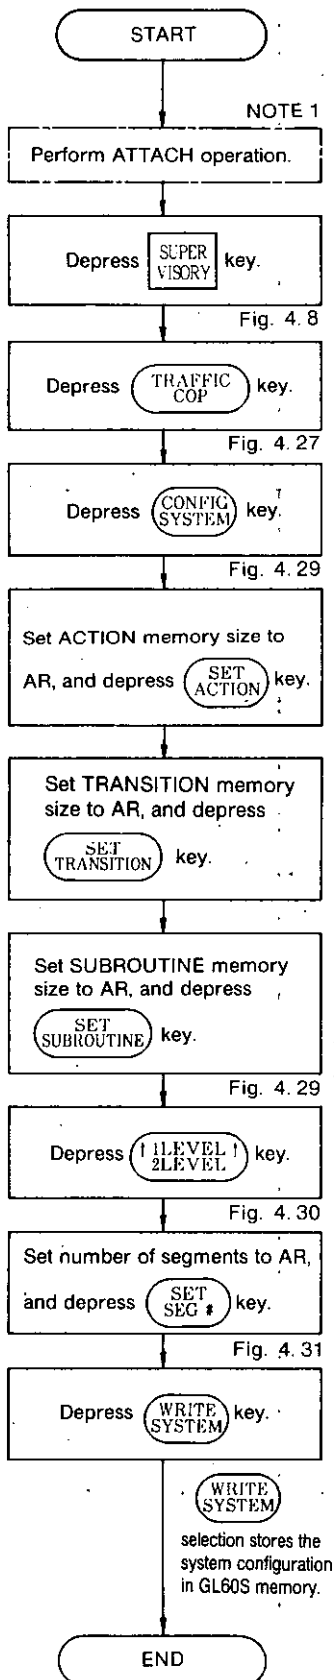 START
NOTE 1
Perform ATTACH operation.
Depress SUPER
VISORY key.
Fig. 4.8
Depress TRAFFIC
COP key.
Fig. 4.27
Depress CONFIG
SYSTEM key.
Fig. 4.29
Set ACTION memory size to
AR, and depress SET
ACTION key.
Set TRANSITION memory
size to AR, and depress
SET
TRANSITION key.
Set SUBROUTINE memory
size to AR, and depress
SET
SUBROUTINE key.
Fig. 4.29
Depress ↑ 1LEVEL ↑
2LEVEL key.
Fig. 4.30
Set number of segments to AR,
and depress SET
SEG # key.
Fig. 4.31
Depress WRITE
SYSTEM key.
WRITE
SYSTEM
selection stores the
system configuration
in GL60S memory.
END